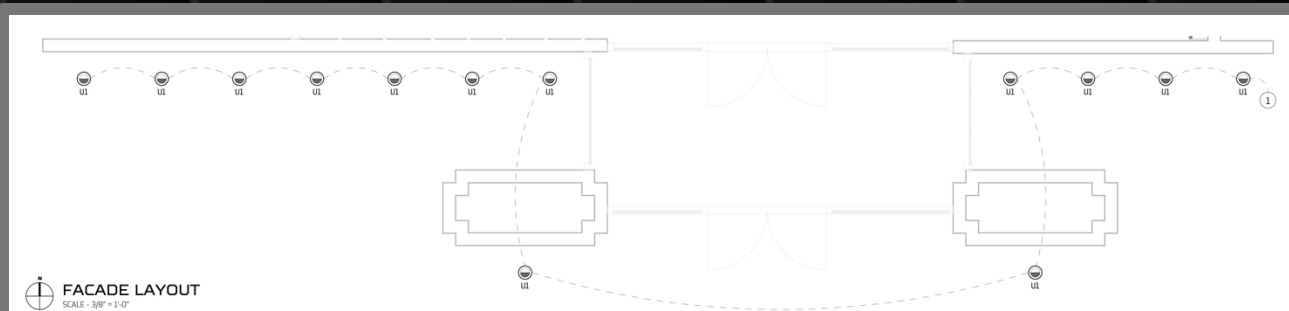 U1 U1 U1 U1 U1 U1 U1 U1 U1 U1 U1
1
U1 U1
N
FACADE LAYOUT
SCALE - 3/8" = 1'-0"